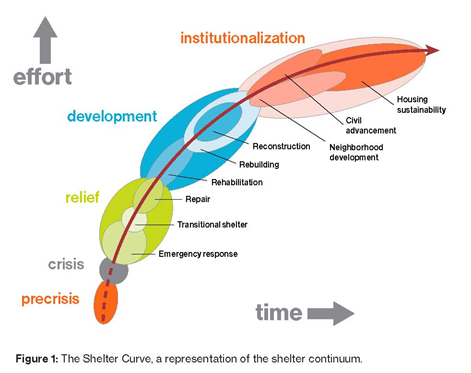 institutionalization
effort
Housing
sustainability
development
Civil
advancement
Reconstruction
Neighborhood
development
Rebuilding
Rehabilitation
relief
Repair
Transitional shelter
Emergency response
crisis
precrisis
time
Figure 1: The Shelter Curve, a representation of the shelter continuum.